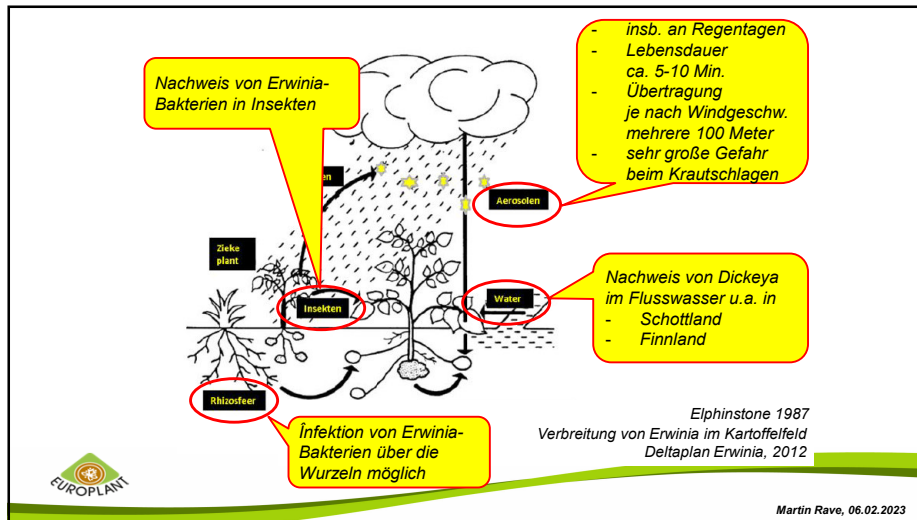 - insb. an Regentagen
- Lebensdauer
ca. 5-10 Min.
- Übertragung
je nach Windgeschw.
mehrere 100 Meter
- sehr große Gefahr
beim Krautschlagen
Nachweis von Erwinia-
Bakterien in Insekten
en
Aerosolen
Zieke
plant
Insekten
Water
Nachweis von Dickeya
im Flusswasser u.a. in
- Schottland
- Finnland
Rhizosfeer
Înfektion von Erwinia-
Bakterien über die
Wurzeln möglich
Elphinstone 1987
Verbreitung von Erwinia im Kartoffelfeld
Deltaplan Erwinia, 2012
EUROPLANT
Martin Rave, 06.02.2023